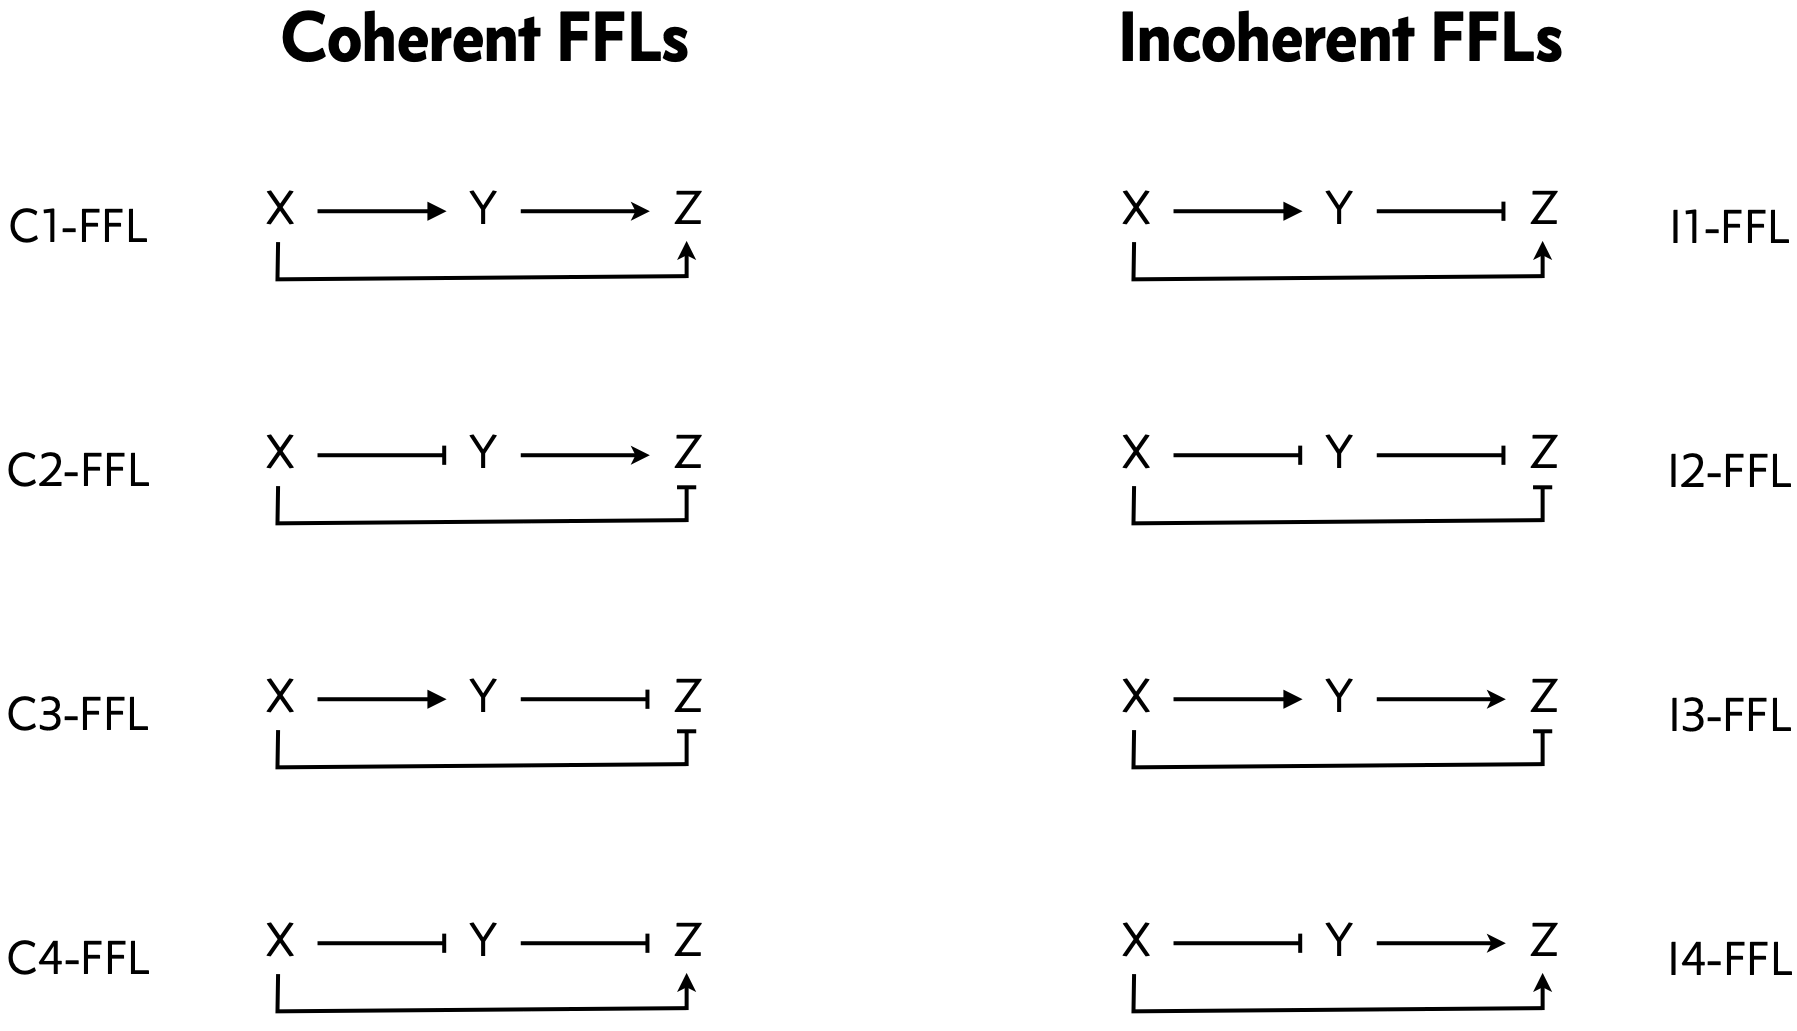 Coherent FFLs
Incoherent FFLs
C1-FFL
X Y Z
X Y Z
I1-FFL
C2-FFL
X Y Z
X Y Z
I2-FFL
C3-FFL
X Y Z
X Y Z
I3-FFL
C4-FFL
X Y Z
X Y Z
I4-FFL